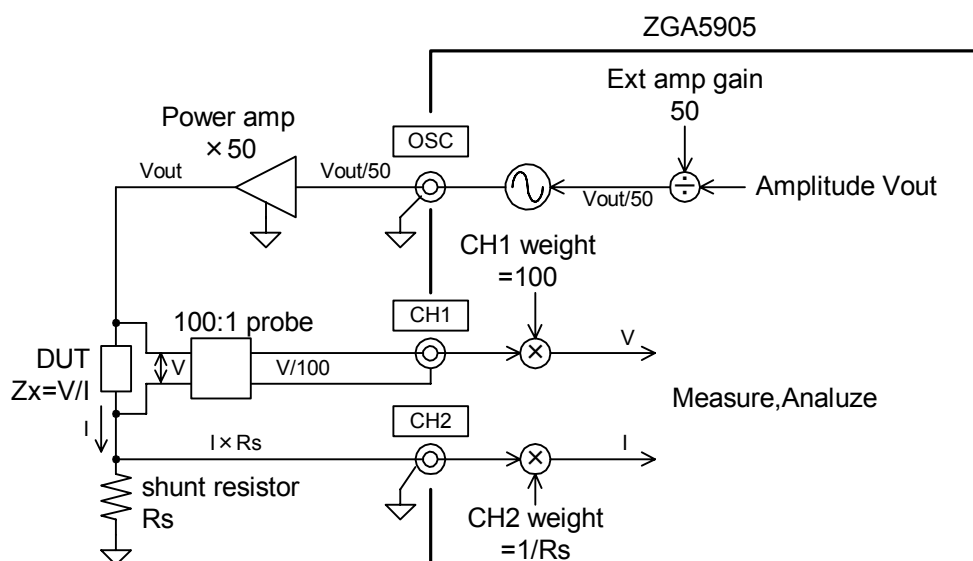 ZGA5905
Ext amp gain
50
Power amp
×50
OSC
Vout
Vout/50
Vout/50
÷
Amplitude Vout
CH1 weight
=100
100:1 probe
CH1
×
V
DUT
Zx=V/I
V
V/100
Measure,Analuze
I
CH2
I×Rs
×
I
shunt resistor
Rs
CH2 weight
=1/Rs